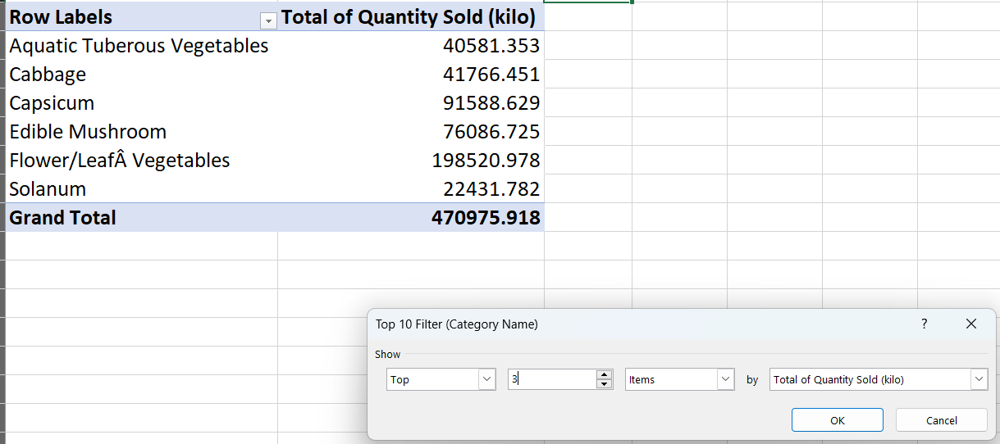 Row Labels Total of Quantity Sold (kilo)
Aquatic Tuberous Vegetables 40581.353
Cabbage 41766.451
Capsicum 91588.629
Edible Mushroom 76086.725
Flower/LeafÂ Vegetables 198520.978
Solanum 22431.782
Grand Total 470975.918
Top 10 Filter (Category Name) ?
Show
Top 3 Items by Total of Quantity Sold (kilo)
OK Cancel